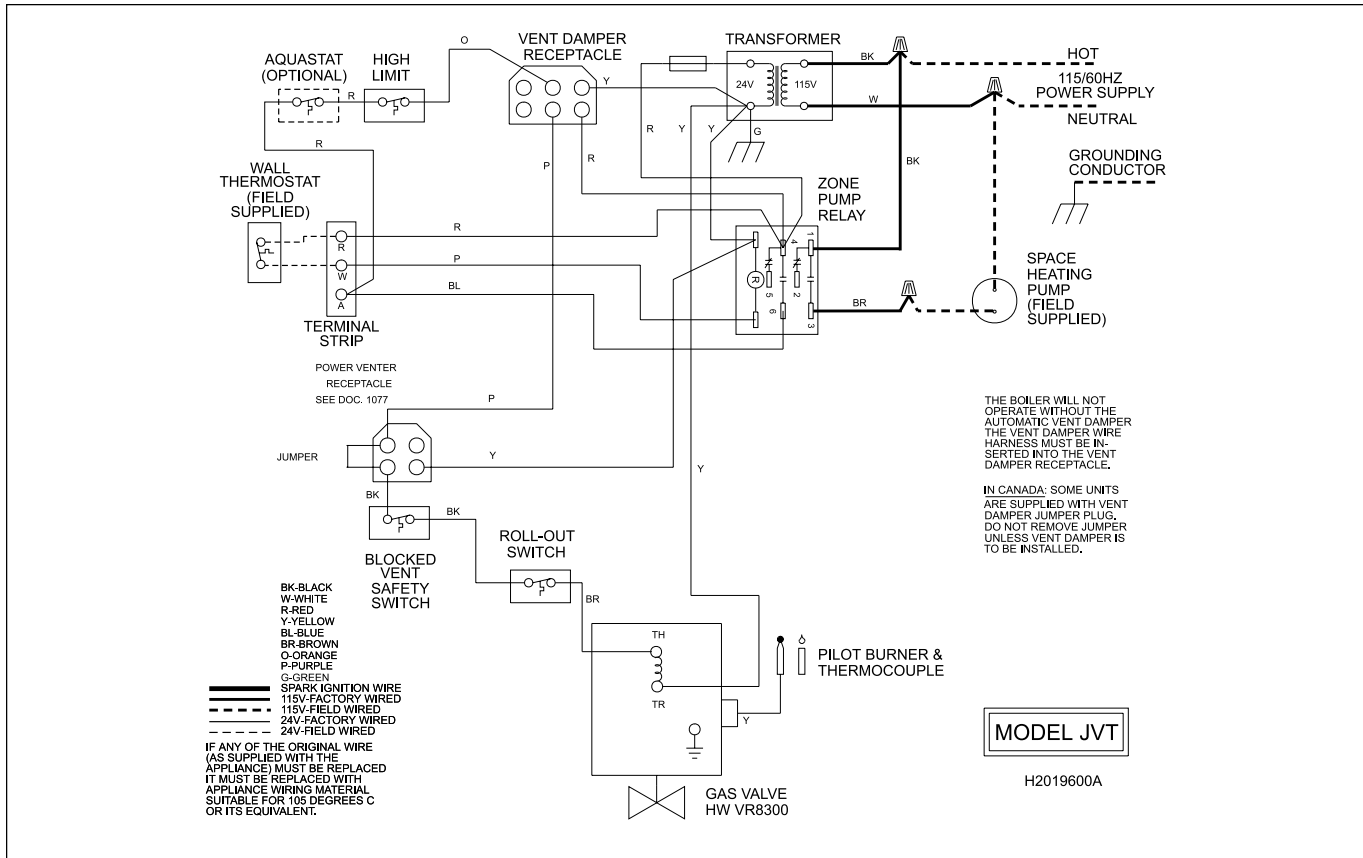 O
VENT DAMPER
RECEPTACLE
TRANSFORMER
AQUASTAT
(OPTIONAL)
HIGH
LIMIT
BK
HOT
115/60HZ
POWER SUPPLY
NEUTRAL
24V
115V
Y
R
W
R
R
Y
Y
G
P
R
BK
GROUNDING
CONDUCTOR
WALL
THERMOSTAT
(FIELD
SUPPLIED)
ZONE
PUMP
RELAY
R
R
P
W
BL
A
1
4
R
5
2
6
3
BR
SPACE
HEATING
PUMP
(FIELD
SUPPLIED)
TERMINAL
STRIP
POWER VENTER
RECEPTACLE
SEE DOC. 1077
P
JUMPER
Y
Y
BK
BK
BLOCKED
VENT
SAFETY
SWITCH
ROLL-OUT
SWITCH
BR
THE BOILER WILL NOT
OPERATE WITHOUT THE
AUTOMATIC VENT DAMPER
THE VENT DAMPER WIRE
HARNESS MUST BE IN-
SERTED INTO THE VENT
DAMPER RECEPTACLE.
IN CANADA: SOME UNITS
ARE SUPPLIED WITH VENT
DAMPER JUMPER PLUG.
DO NOT REMOVE JUMPER
UNLESS VENT DAMPER IS
TO BE INSTALLED.
BK-BLACK
W-WHITE
R-RED
Y-YELLOW
BL-BLUE
BR-BROWN
O-ORANGE
P-PURPLE
G-GREEN
SPARK IGNITION WIRE
115V-FACTORY WIRED
115V-FIELD WIRED
24V-FACTORY WIRED
24V-FIELD WIRED
IF ANY OF THE ORIGINAL WIRE
(AS SUPPLIED WITH THE
APPLIANCE) MUST BE REPLACED
IT MUST BE REPLACED WITH
APPLIANCE WIRING MATERIAL
SUITABLE FOR 105 DEGREES C
OR ITS EQUIVALENT.
TH
TR
Y
PILOT BURNER &
THERMOCOUPLE
GAS VALVE
HW VR8300
MODEL JVT
H2019600A